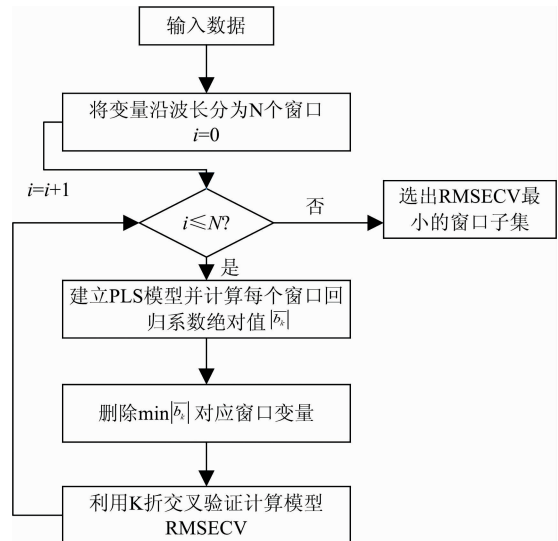 输入数据
将变量沿波长分为N个窗口
i=0
i=i+1
i≤N?
否
选出RMSECV最
小的窗口子集
是
建立PLS模型并计算每个窗口回
归系数绝对值|b̅ₖ|
删除min|b̅ₖ|对应窗口变量
利用K折交叉验证计算模型
RMSECV